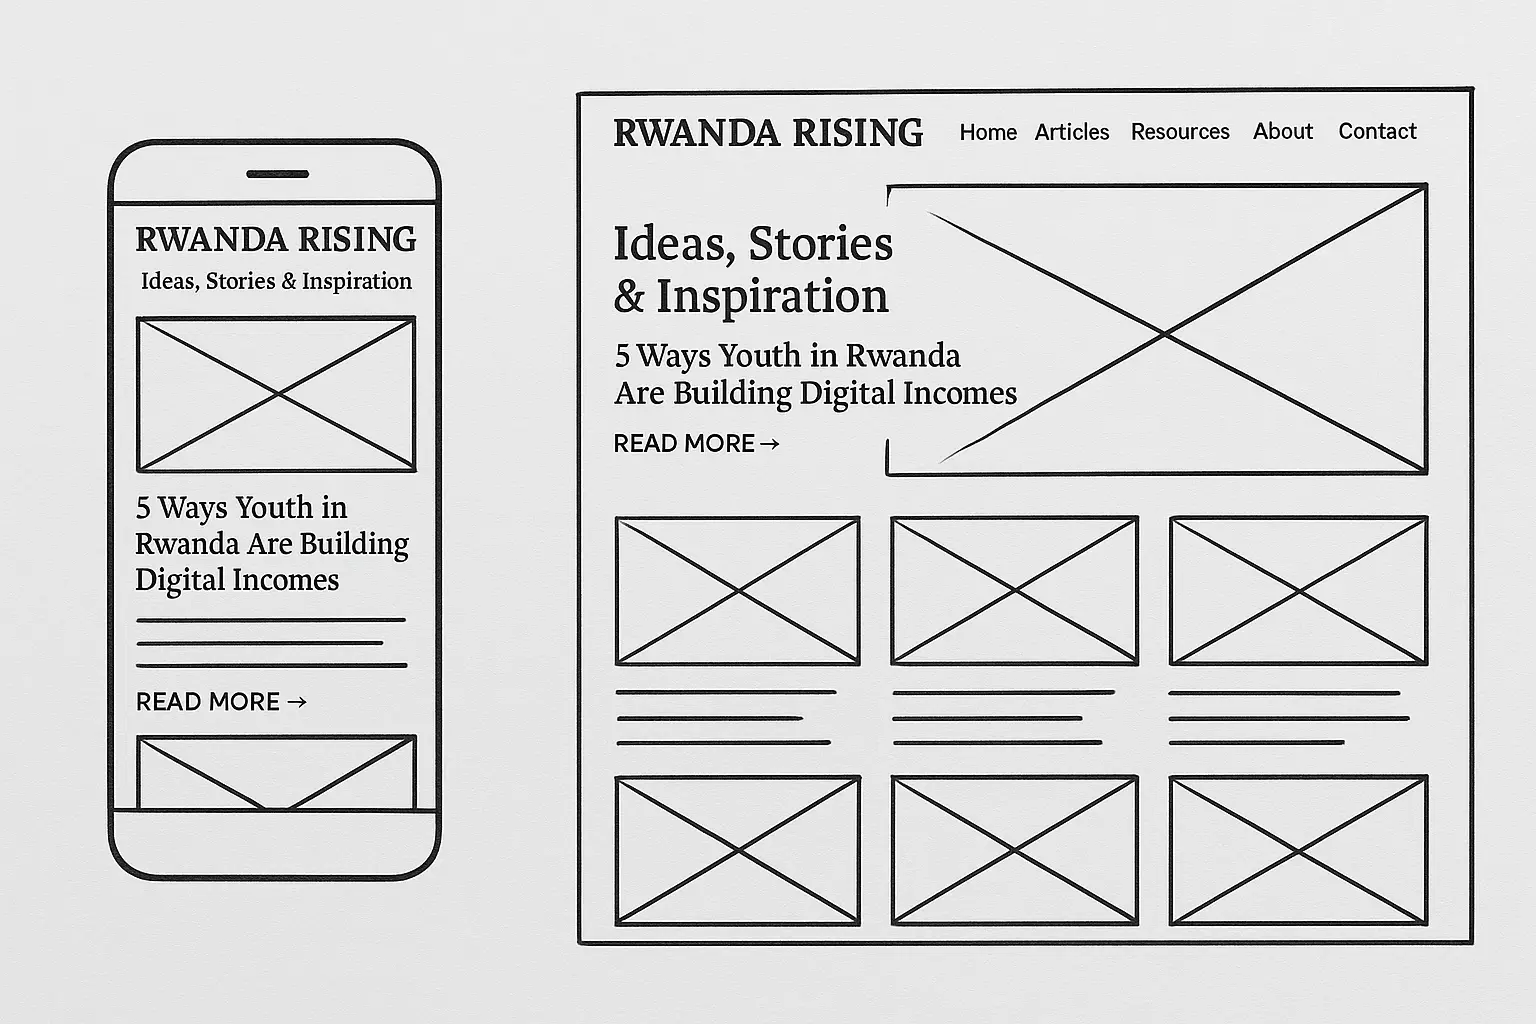 RWANDA RISING
Ideas, Stories & Inspiration
5 Ways Youth in
Rwanda Are Building
Digital Incomes
READ MORE →
RWANDA RISING
Home Articles Resources About Contact
Ideas, Stories
& Inspiration
5 Ways Youth in Rwanda
Are Building Digital Incomes
READ MORE →